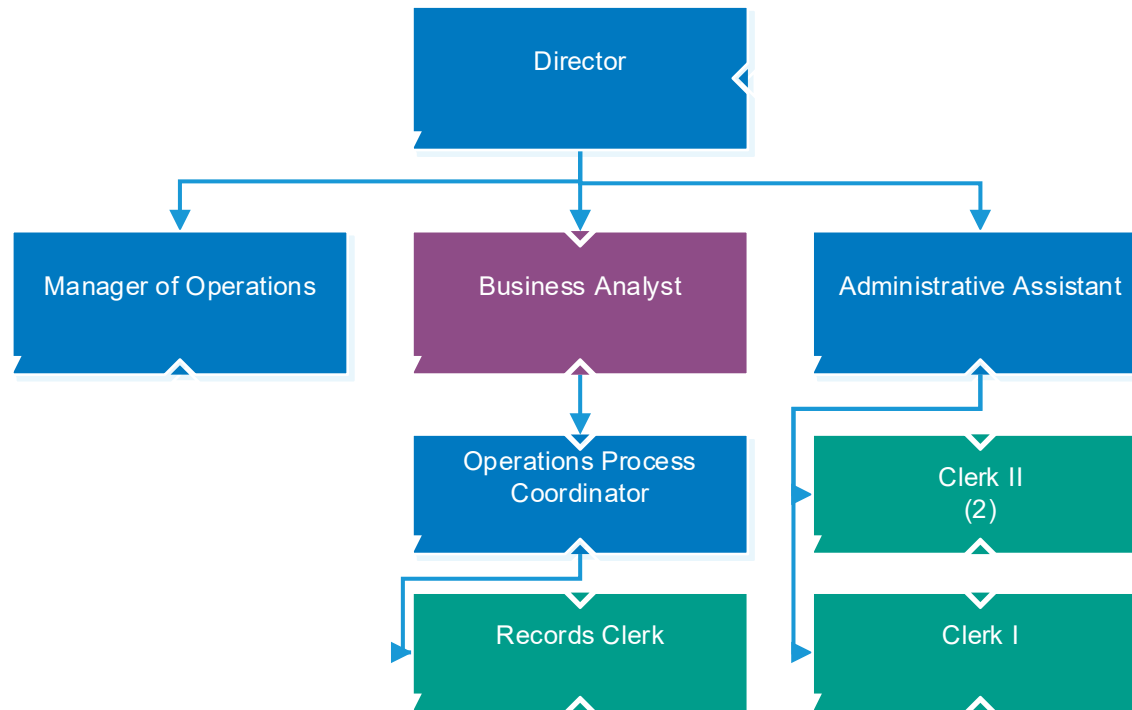 Director
Manager of Operations
Business Analyst
Administrative Assistant
Operations Process
Coordinator
Clerk II
(2)
Records Clerk
Clerk I